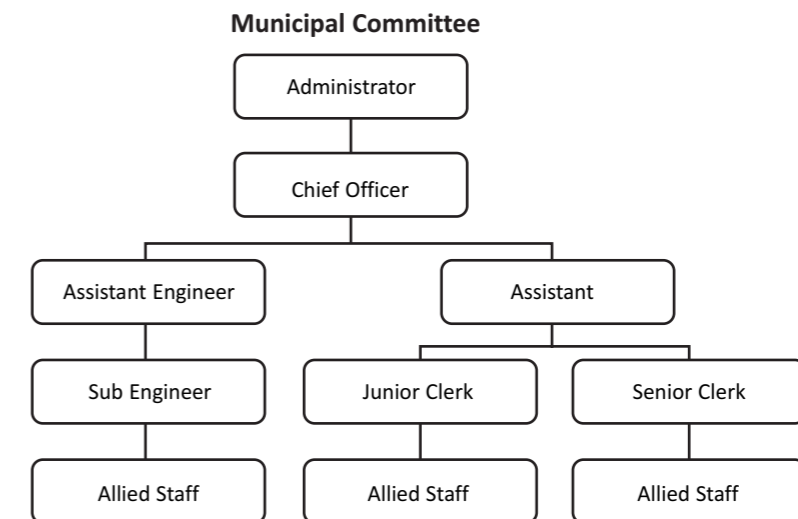 Municipal Committee
Administrator
Chief Officer
Assistant Engineer
Assistant
Sub Engineer
Junior Clerk
Senior Clerk
Allied Staff
Allied Staff
Allied Staff